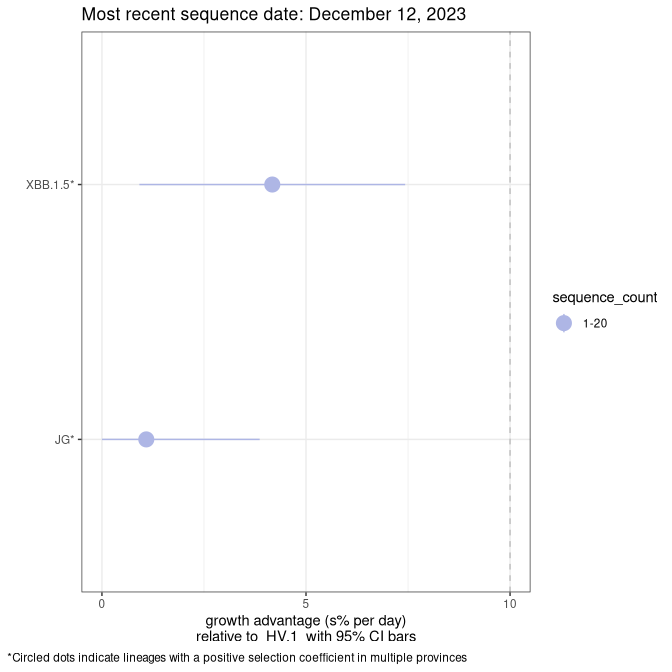 Most recent sequence date: December 12, 2023
XBB.1.5*
JG*
sequence_count
1-20
0 5 10
growth advantage (s% per day)
relative to  HV.1  with 95% CI bars
*Circled dots indicate lineages with a positive selection coefficient in multiple provinces